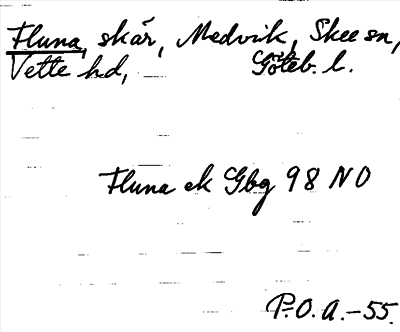 Fluna, skär, Medvik, Skee sn,
Vette hd, Göteb. l.
Fluna ek Gbg 98 NO
P.O.A.-55.